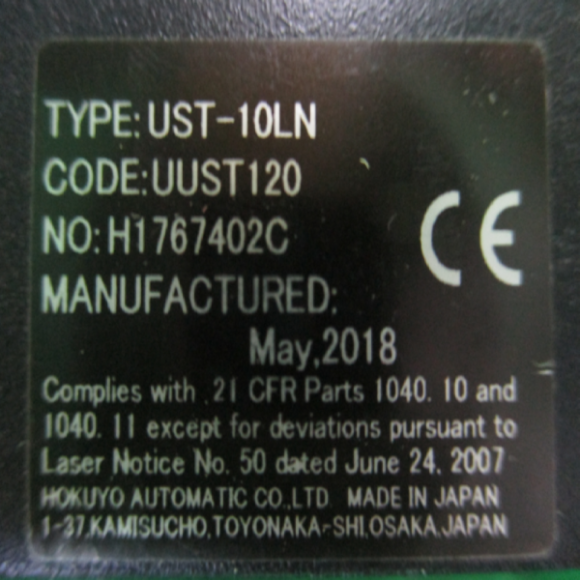 TYPE:UST-10LN
CODE:UUST120
NO:H1767402C
CE
MANUFACTURED:
May,2018
Complies with 21 CFR Parts 1040.10 and
1040.11 except for deviations pursuant to
Laser Notice No. 50 dated June 24, 2007
HOKUYO AUTOMATIC CO.,LTD. MADE IN JAPAN
1-37,KAMISUCHO,TOYONAKA-SHI,OSAKA,JAPAN